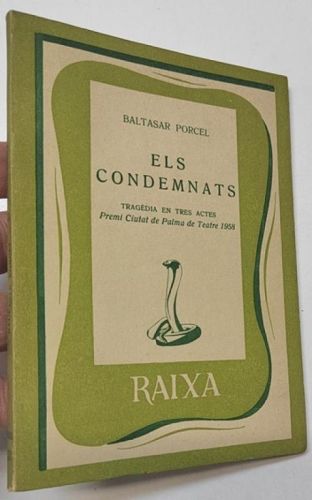 BALTASAR PORCEL
ELS
CONDEMNATS
TRAGÈDIA EN TRES ACTES
Premi Ciutat de Palma de Teatre 1958
RAIXA